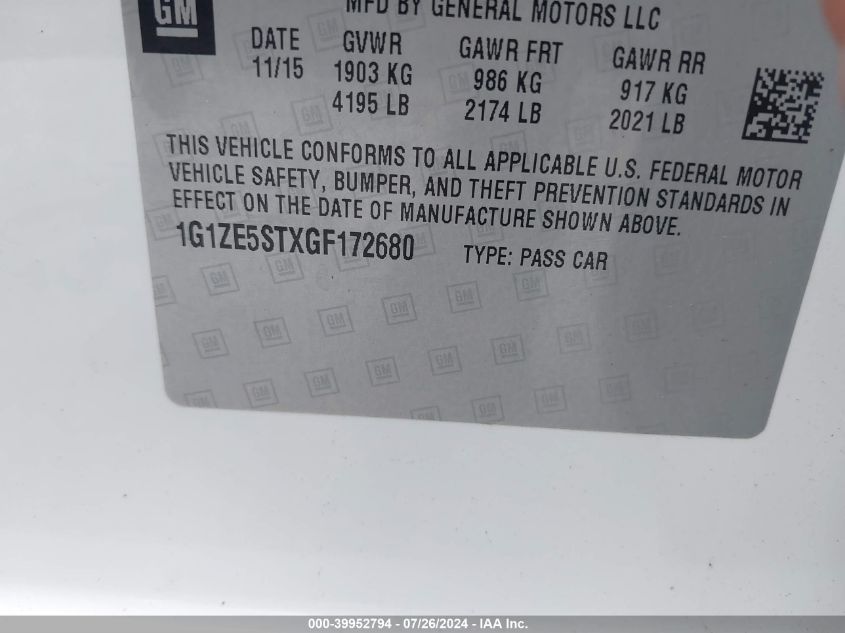 GM
MFD BY GENERAL MOTORS LLC
DATE GVWR GAWR FRT GAWR RR
11/15 1903 KG 986 KG 917 KG
4195 LB 2174 LB 2021 LB
THIS VEHICLE CONFORMS TO ALL APPLICABLE U.S. FEDERAL MOTOR
VEHICLE SAFETY, BUMPER, AND THEFT PREVENTION STANDARDS IN
EFFECT ON THE DATE OF MANUFACTURE SHOWN ABOVE.
1G1ZE5STXGF172680 TYPE: PASS CAR
000-39952794 - 07/26/2024 - IAA Inc.